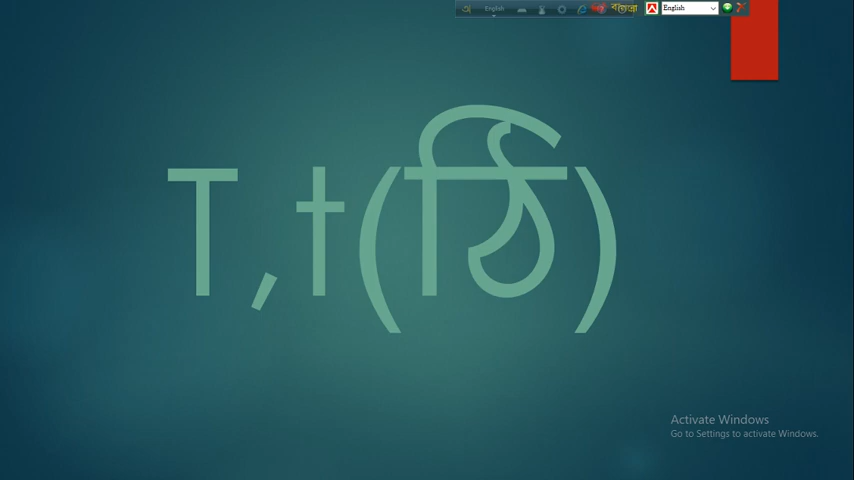 English
English
T,t(ঠি)
Activate Windows
Go to Settings to activate Windows.